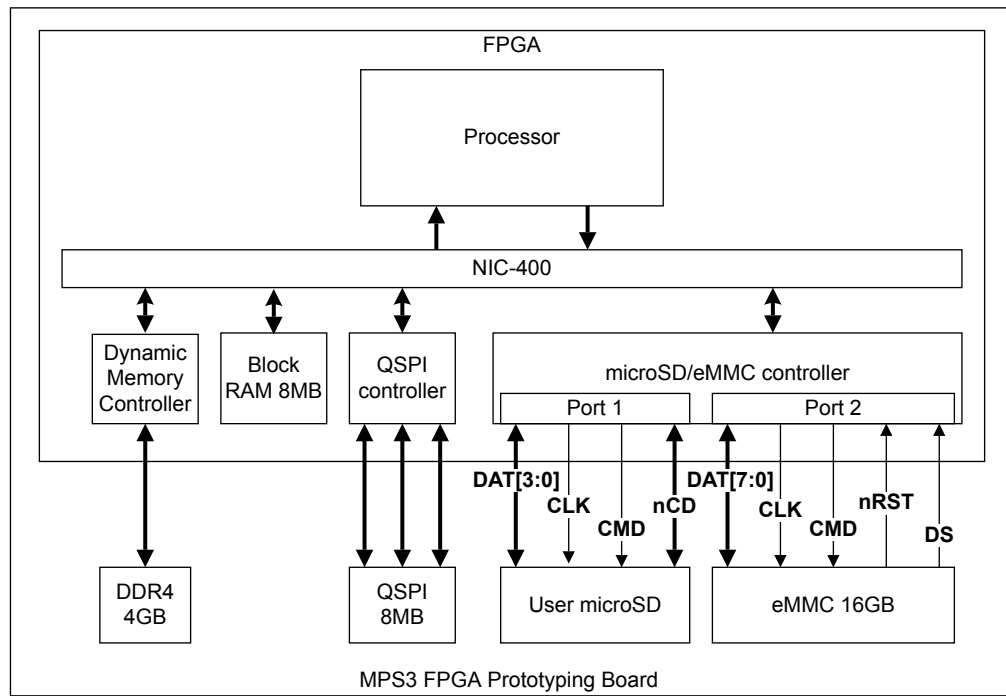 FPGA
Processor
NIC-400
Dynamic
Memory
Controller
Block
RAM 8MB
QSPI
controller
microSD/eMMC controller
Port 1
Port 2
DAT[3:0]
CLK
CMD
nCD
DAT[7:0]
CLK
CMD
nRST
DS
DDR4
4GB
QSPI
8MB
User microSD
eMMC 16GB
MPS3 FPGA Prototyping Board